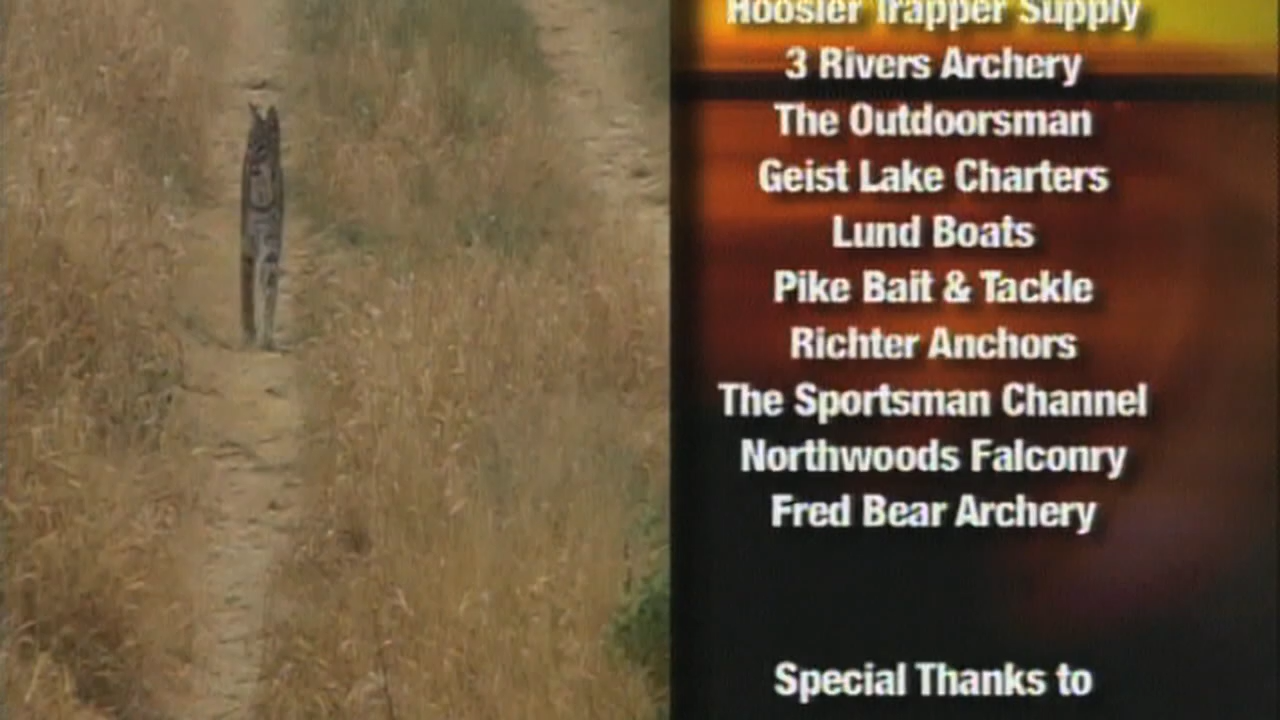 Hoosier Trapper Supply
3 Rivers Archery
The Outdoorsman
Geist Lake Charters
Lund Boats
Pike Bait & Tackle
Richter Anchors
The Sportsman Channel
Northwoods Falconry
Fred Bear Archery
Special Thanks to